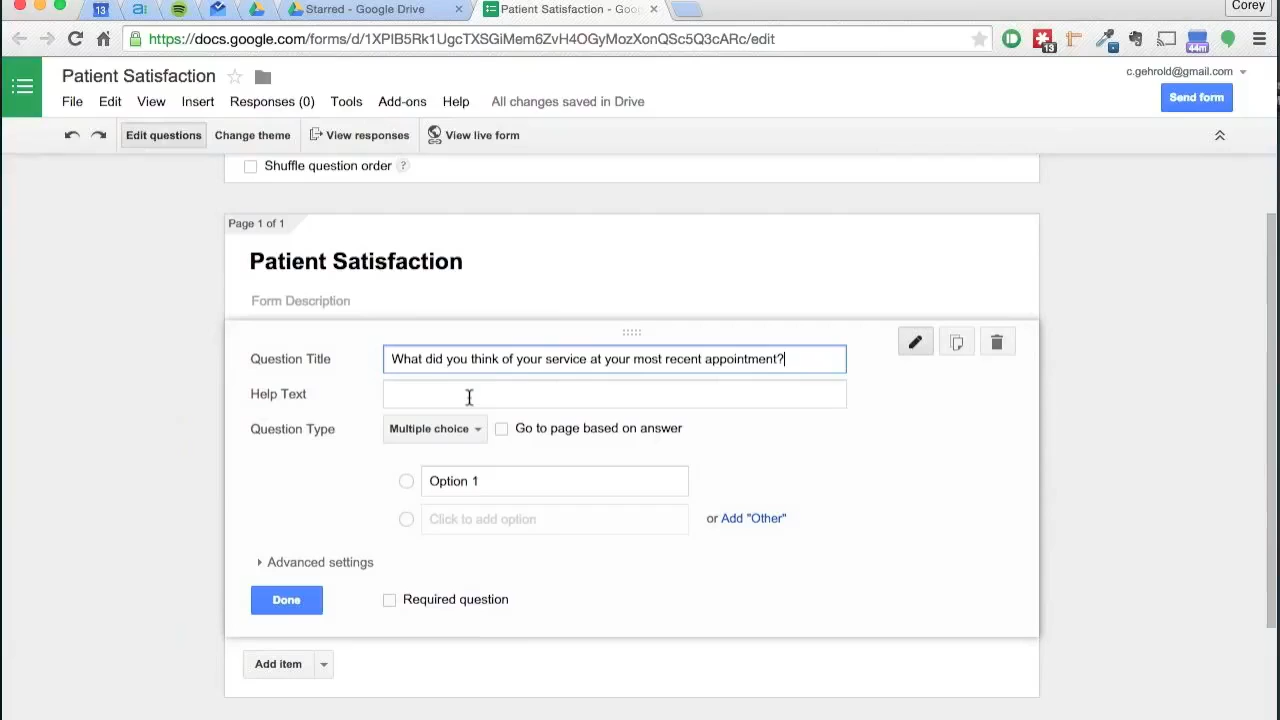 Corey
13
Starred - Google Drive
Patient Satisfaction - Goo
https://docs.google.com/forms/d/1XPIB5Rk1UgcTXSGiMem6ZvH4OGyMozXonQSc5Q3cARc/edit
13
44m
Patient Satisfaction
c.gehrold@gmail.com
File Edit View Insert Responses (0) Tools Add-ons Help All changes saved in Drive
Send form
Edit questions Change theme View responses View live form
Shuffle question order ?
Page 1 of 1
Patient Satisfaction
Form Description
Question Title What did you think of your service at your most recent appointment?
Help Text
Question Type Multiple choice Go to page based on answer
Option 1
Click to add option or Add "Other"
Advanced settings
Done Required question
Add item